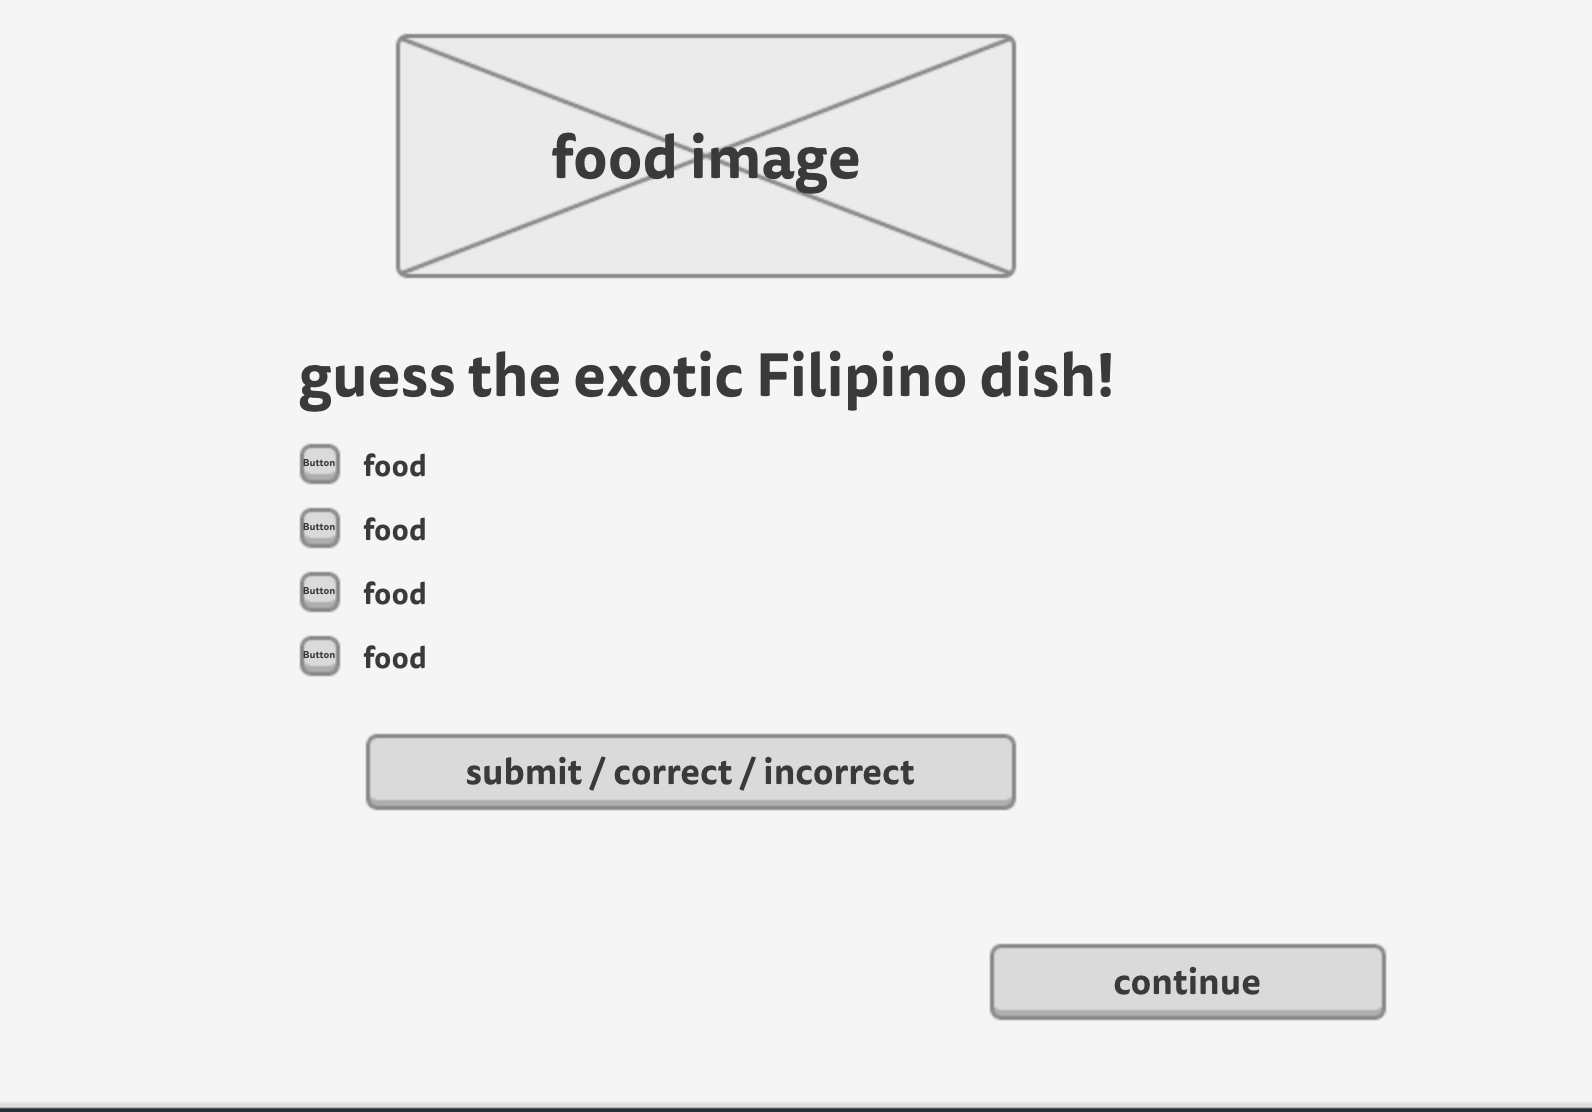 food image
guess the exotic Filipino dish!
Button food
Button food
Button food
Button food
submit / correct / incorrect
continue